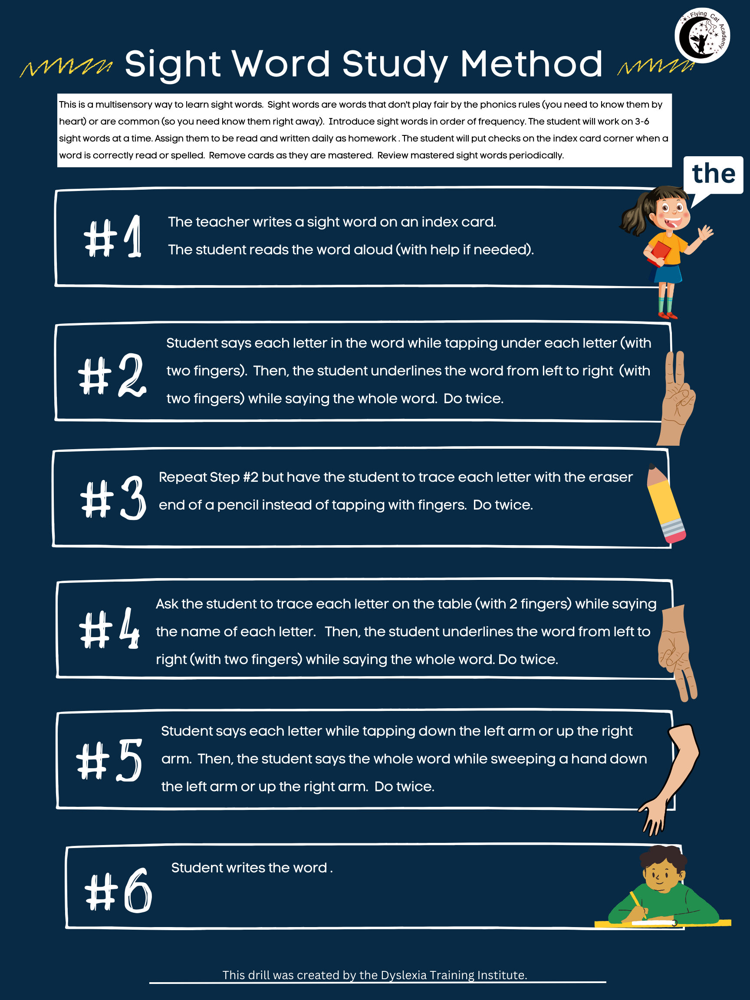 Flying Cat Academy
Sight Word Study Method
This is a multisensory way to learn sight words. Sight words are words that don't play fair by the phonics rules (you need to know them by
heart) or are common (so you need know them right away). Introduce sight words in order of frequency. The student will work on 3-6
sight words at a time. Assign them to be read and written daily as homework . The student will put checks on the index card corner when a
word is correctly read or spelled. Remove cards as they are mastered. Review mastered sight words periodically.
the
#1
The teacher writes a sight word on an index card.
The student reads the word aloud (with help if needed).
#2
Student says each letter in the word while tapping under each letter (with
two fingers). Then, the student underlines the word from left to right (with
two fingers) while saying the whole word. Do twice.
#3
Repeat Step #2 but have the student to trace each letter with the eraser
end of a pencil instead of tapping with fingers. Do twice.
#4
Ask the student to trace each letter on the table (with 2 fingers) while saying
the name of each letter. Then, the student underlines the word from left to
right (with two fingers) while saying the whole word. Do twice.
#5
Student says each letter while tapping down the left arm or up the right
arm. Then, the student says the whole word while sweeping a hand down
the left arm or up the right arm. Do twice.
#6
Student writes the word .
This drill was created by the Dyslexia Training Institute.